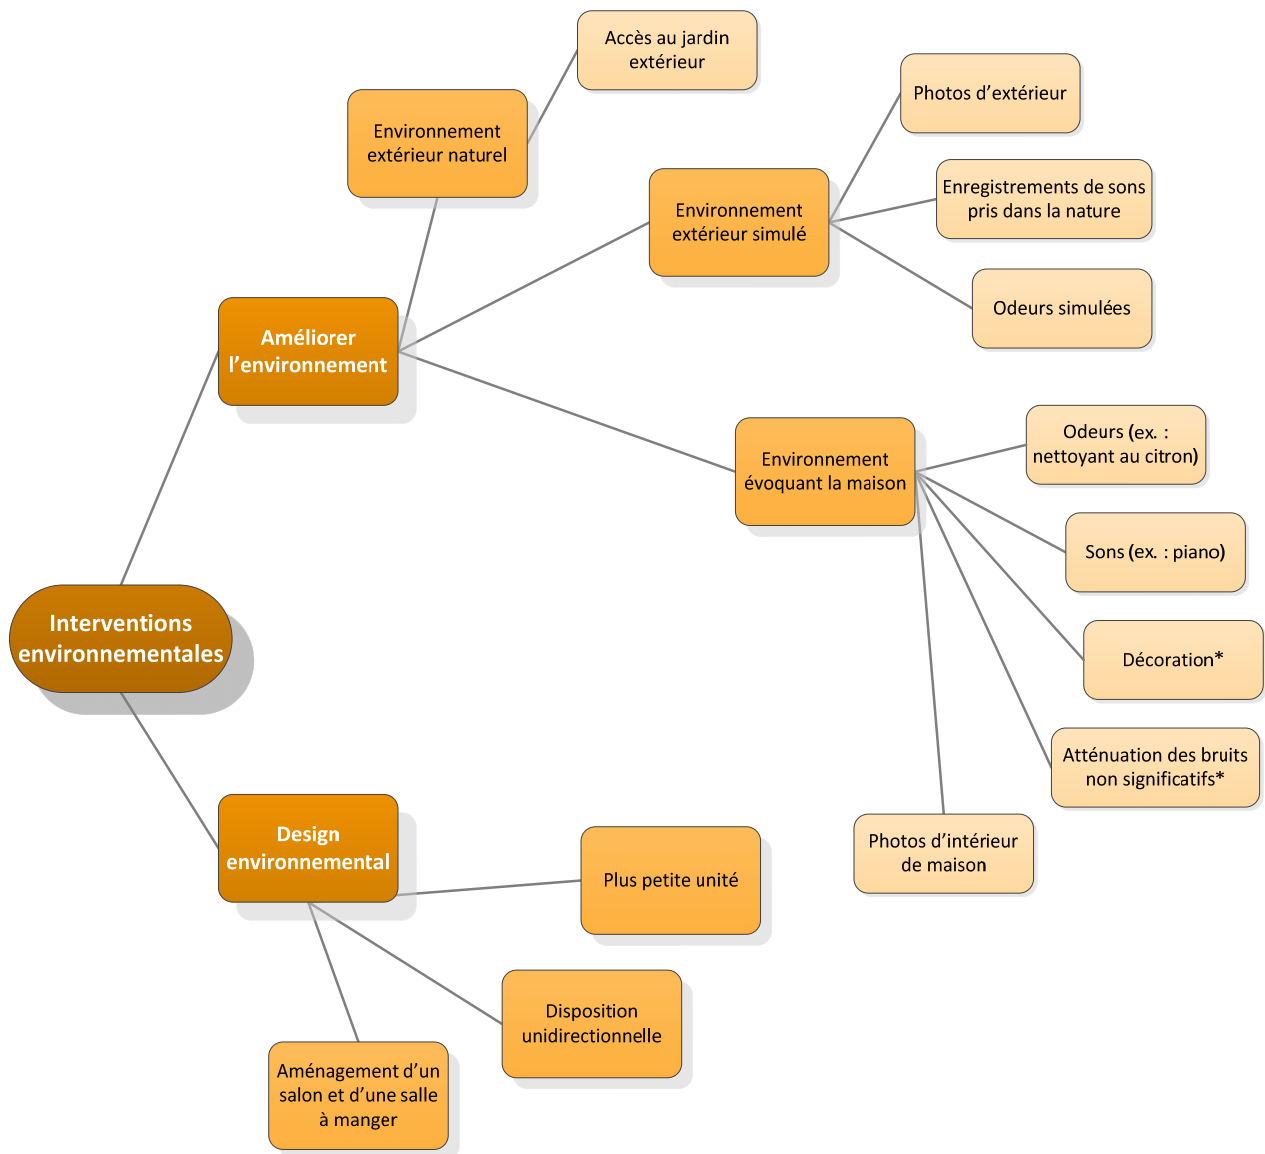 Accès au jardin
extérieur
Photos d’extérieur
Environnement
extérieur naturel
Enregistrements de sons
pris dans la nature
Environnement
extérieur simulé
Odeurs simulées
Améliorer
l’environnement
Odeurs (ex. :
nettoyant au citron)
Environnement
évoquant la maison
Sons (ex. : piano)
Interventions
environnementales
Décoration*
Atténuation des bruits
non significatifs*
Design
environnemental
Photos d’intérieur
de maison
Plus petite unité
Disposition
unidirectionnelle
Aménagement d’un
salon et d’une salle
à manger